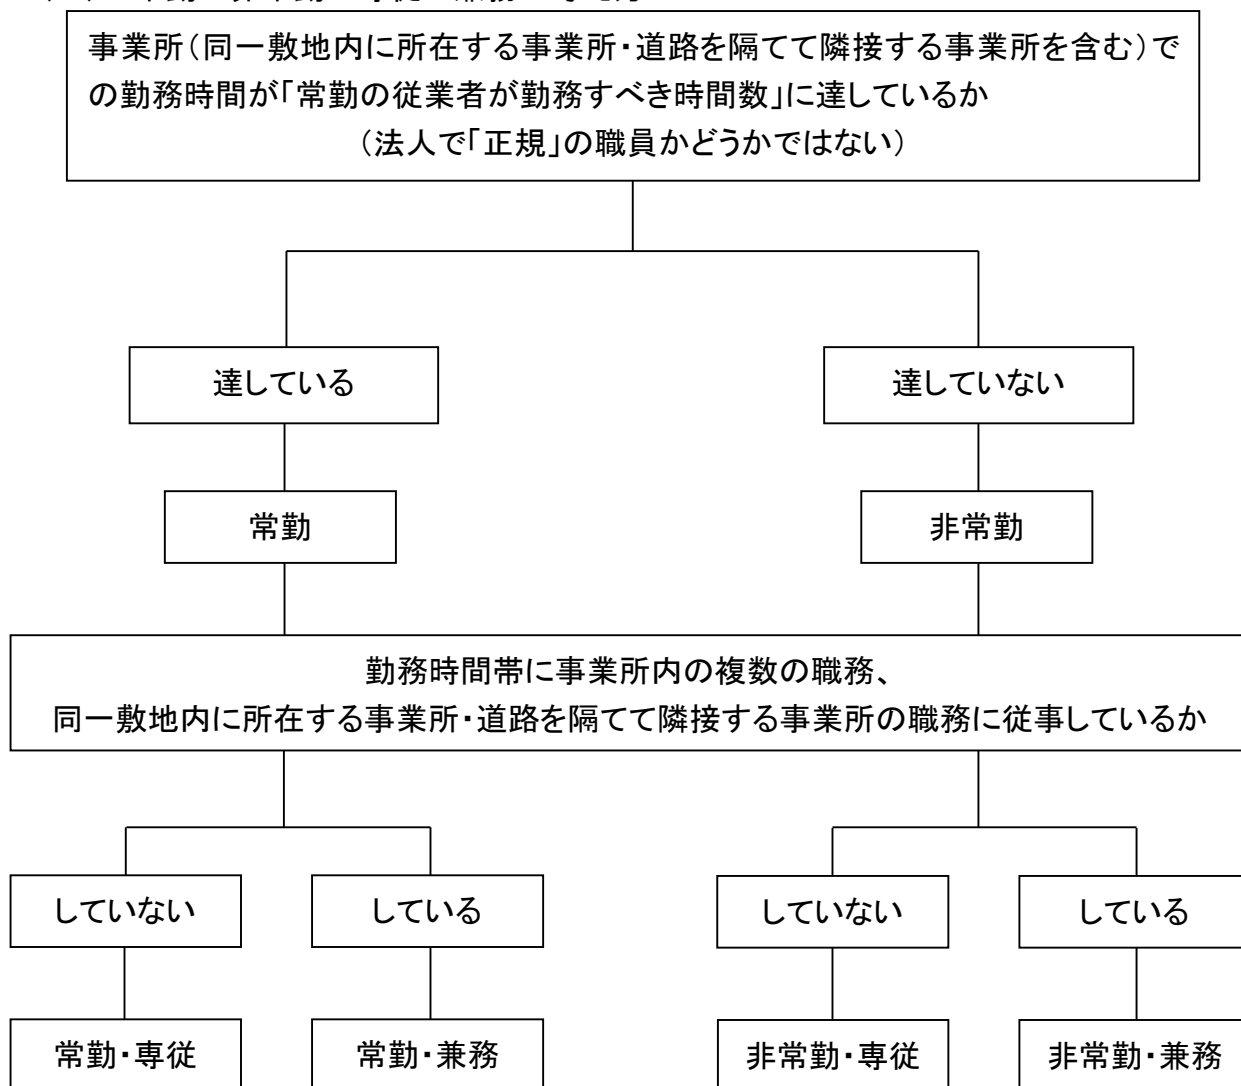 事業所(同一敷地内に所在する事業所・道路を隔てて隣接する事業所を含む)で
の勤務時間が「常勤の従業者が勤務すべき時間数」に達しているか
(法人で「正規」の職員かどうかではない)
達している
達していない
常勤
非常勤
勤務時間帯に事業所内の複数の職務、
同一敷地内に所在する事業所・道路を隔てて隣接する事業所の職務に従事しているか
していない
している
していない
している
常勤・専従
常勤・兼務
非常勤・専従
非常勤・兼務